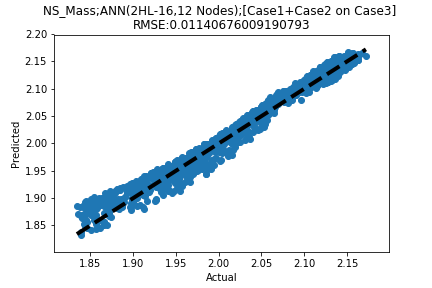 NS_Mass;ANN(2HL-16,12 Nodes);[Case1+Case2 on Case3]
RMSE:0.01140676009190793
2.20
2.15
2.10
2.05
2.00
1.95
1.90
1.85
Predicted
1.85 1.90 1.95 2.00 2.05 2.10 2.15
Actual